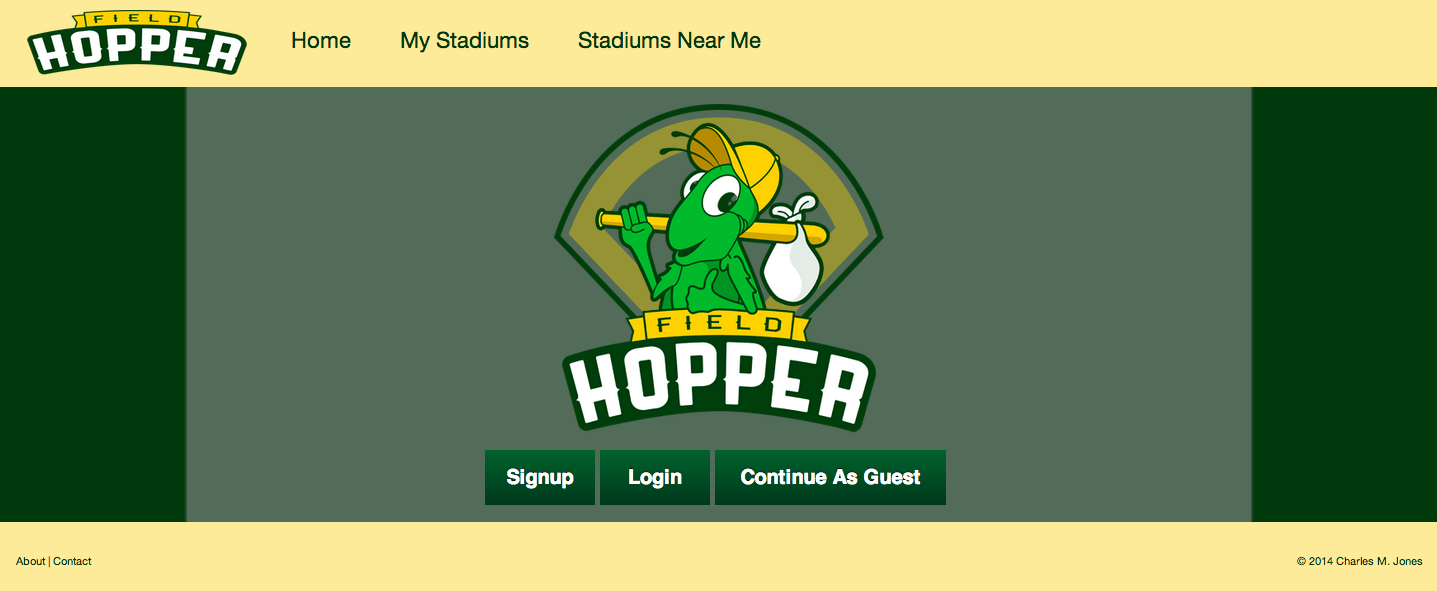 FIELD
HOPPER
Home My Stadiums Stadiums Near Me
FIELD
HOPPER
Signup Login Continue As Guest
About | Contact
© 2014 Charles M. Jones